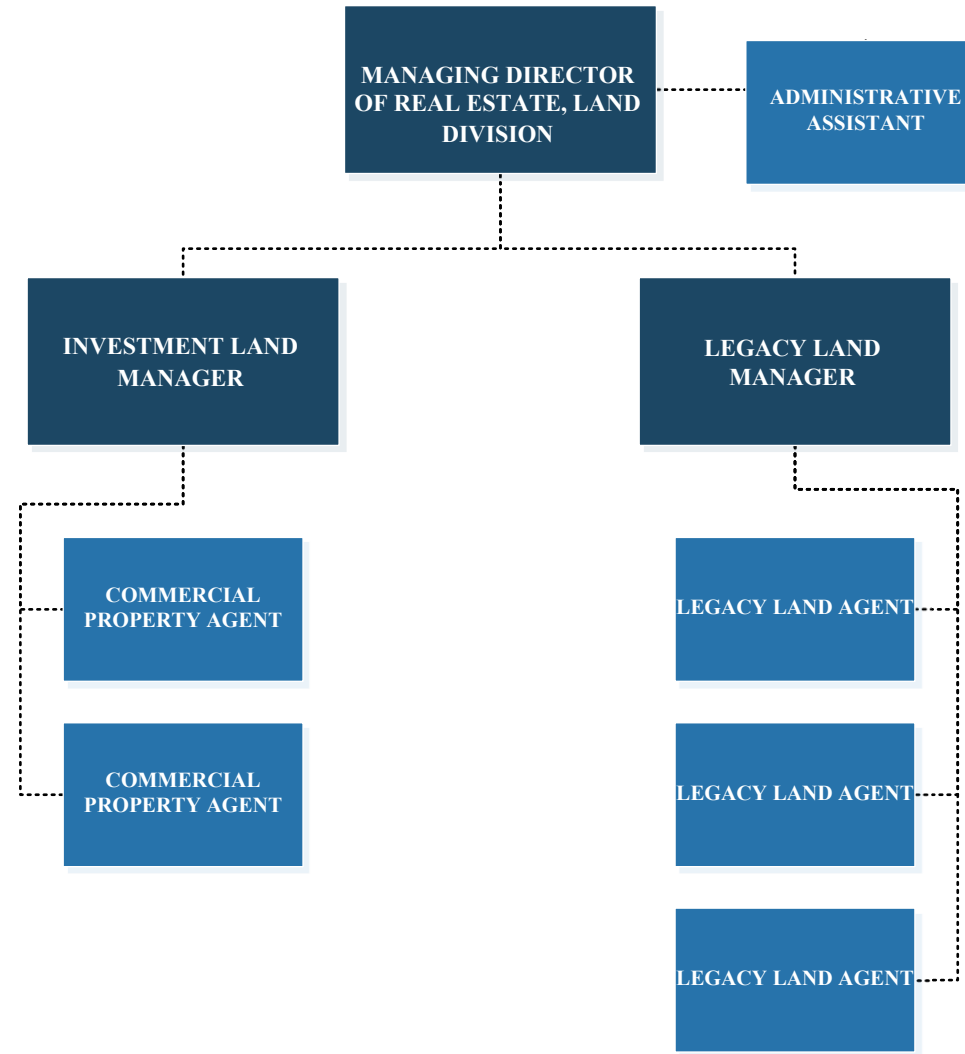 MANAGING DIRECTOR
OF REAL ESTATE, LAND
DIVISION
ADMINISTRATIVE
ASSISTANT
INVESTMENT LAND
MANAGER
LEGACY LAND
MANAGER
COMMERCIAL
PROPERTY AGENT
LEGACY LAND AGENT
COMMERCIAL
PROPERTY AGENT
LEGACY LAND AGENT
LEGACY LAND AGENT